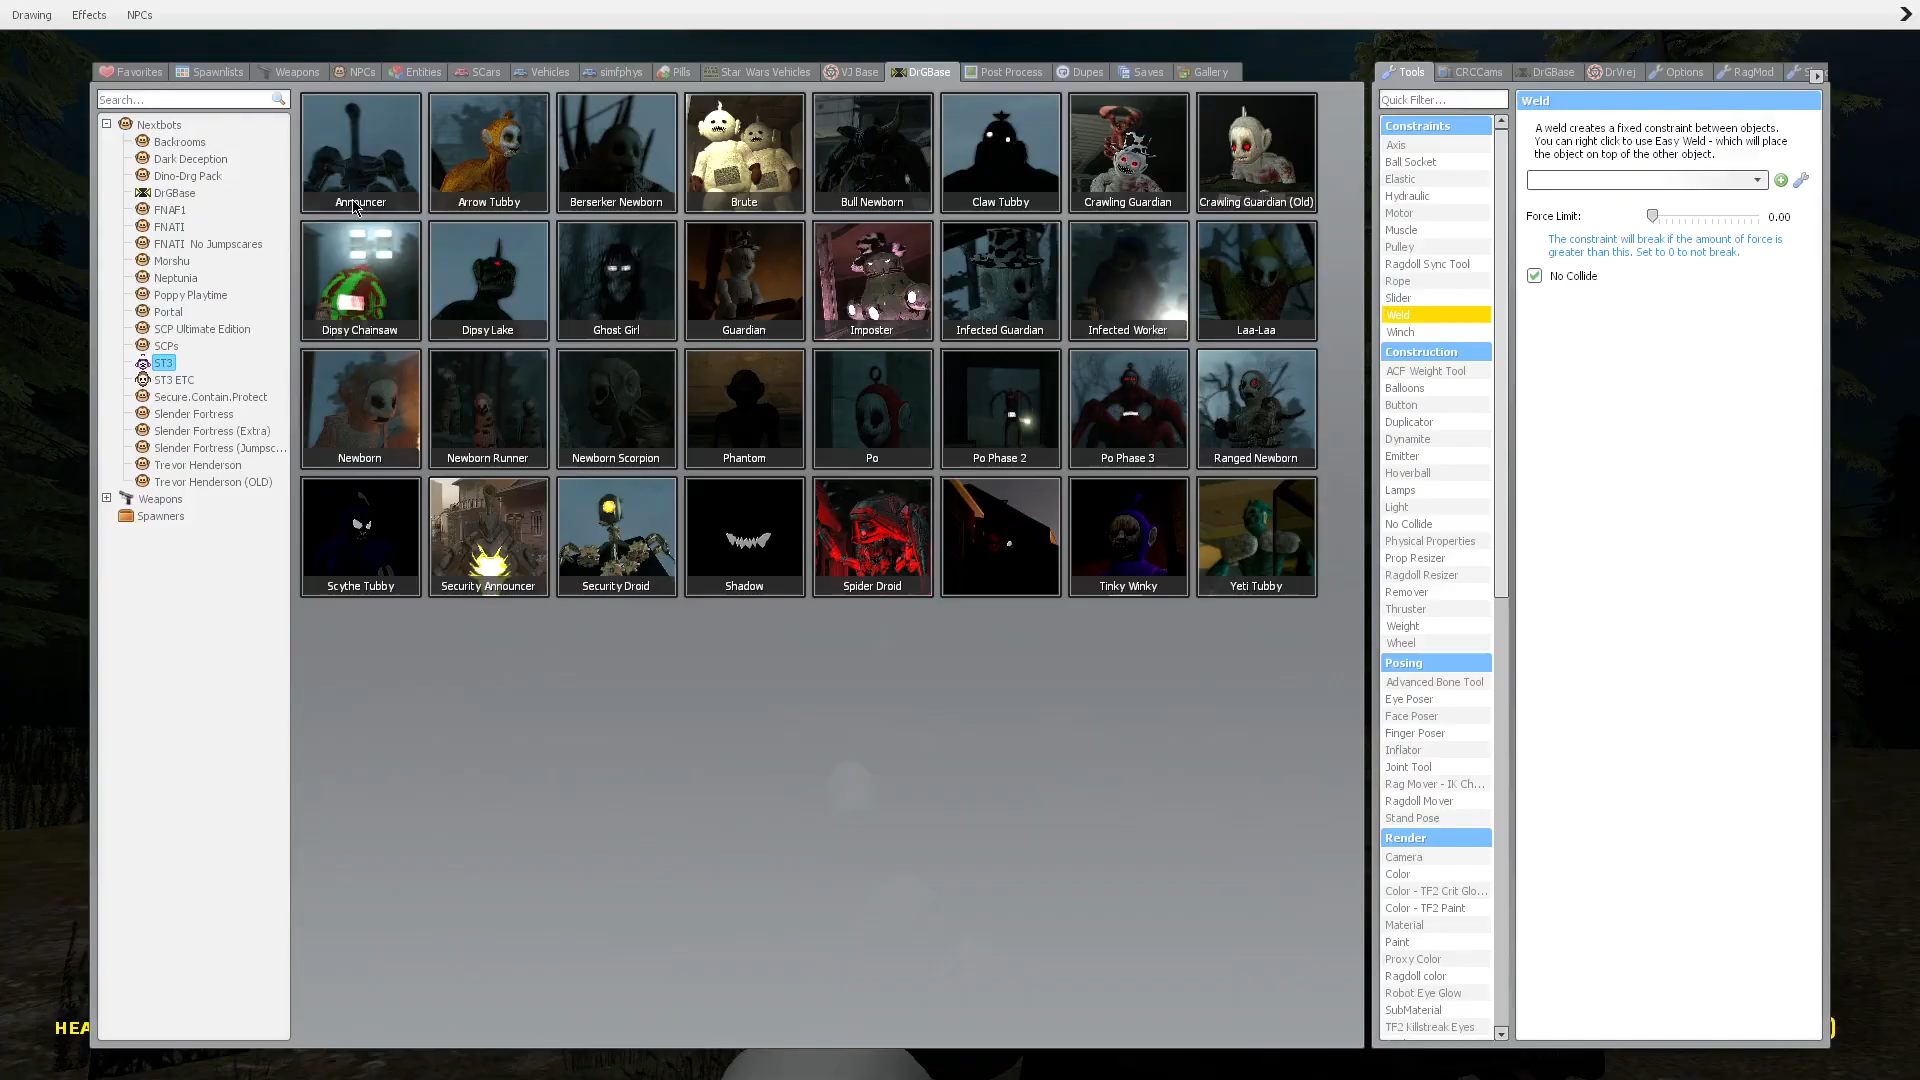 Drawing Effects NPCs
Favorites Spawnlists Weapons NPCs Entities SCars Vehicles simfphys Pills Star Wars Vehicles VJ Base DrGBase Post Process Dupes Saves Gallery
Search...
Nextbots
Backrooms
Dark Deception
Dino-Drg Pack
DrGBase
FNAF1
FNATI
FNATI No Jumpscares
Morshu
Neptunia
Poppy Playtime
Portal
SCP Ultimate Edition
SCPs
ST3
ST3 ETC
Secure.Contain.Protect
Slender Fortress
Slender Fortress (Extra)
Slender Fortress (Jumpsc...
Trevor Henderson
Trevor Henderson (OLD)
Weapons
Spawners
Announcer Arrow Tubby Berserker Newborn Brute Bull Newborn Claw Tubby Crawling Guardian Crawling Guardian (Old)
Dipsy Chainsaw Dipsy Lake Ghost Girl Guardian Imposter Infected Guardian Infected Worker Laa-Laa
Newborn Newborn Runner Newborn Scorpion Phantom Po Po Phase 2 Po Phase 3 Ranged Newborn
Scythe Tubby Security Announcer Security Droid Shadow Spider Droid Tinky Winky Yeti Tubby
Tools CRCCams DrGBase DrVrej Options RagMod
Quick Filter...
Constraints
Axis
Ball Socket
Elastic
Hydraulic
Motor
Muscle
Pulley
Ragdoll Sync Tool
Rope
Slider
Weld
Winch
Construction
ACF Weight Tool
Balloons
Button
Duplicator
Dynamite
Emitter
Hoverball
Lamps
Light
No Collide
Physical Properties
Prop Resizer
Ragdoll Resizer
Remover
Thruster
Weight
Wheel
Posing
Advanced Bone Tool
Eye Poser
Face Poser
Finger Poser
Inflator
Joint Tool
Rag Mover - IK Ch...
Ragdoll Mover
Stand Pose
Render
Camera
Color
Color - TF2 Crit Glo...
Color - TF2 Paint
Material
Paint
Proxy Color
Ragdoll color
Robot Eye Glow
SubMaterial
TF2 Killstreak Eyes
Weld
A weld creates a fixed constraint between objects.
You can right click to use Easy Weld - which will place
the object on top of the other object.
Force Limit: 0.00
The constraint will break if the amount of force is
greater than this. Set to 0 to not break.
No Collide
HEA